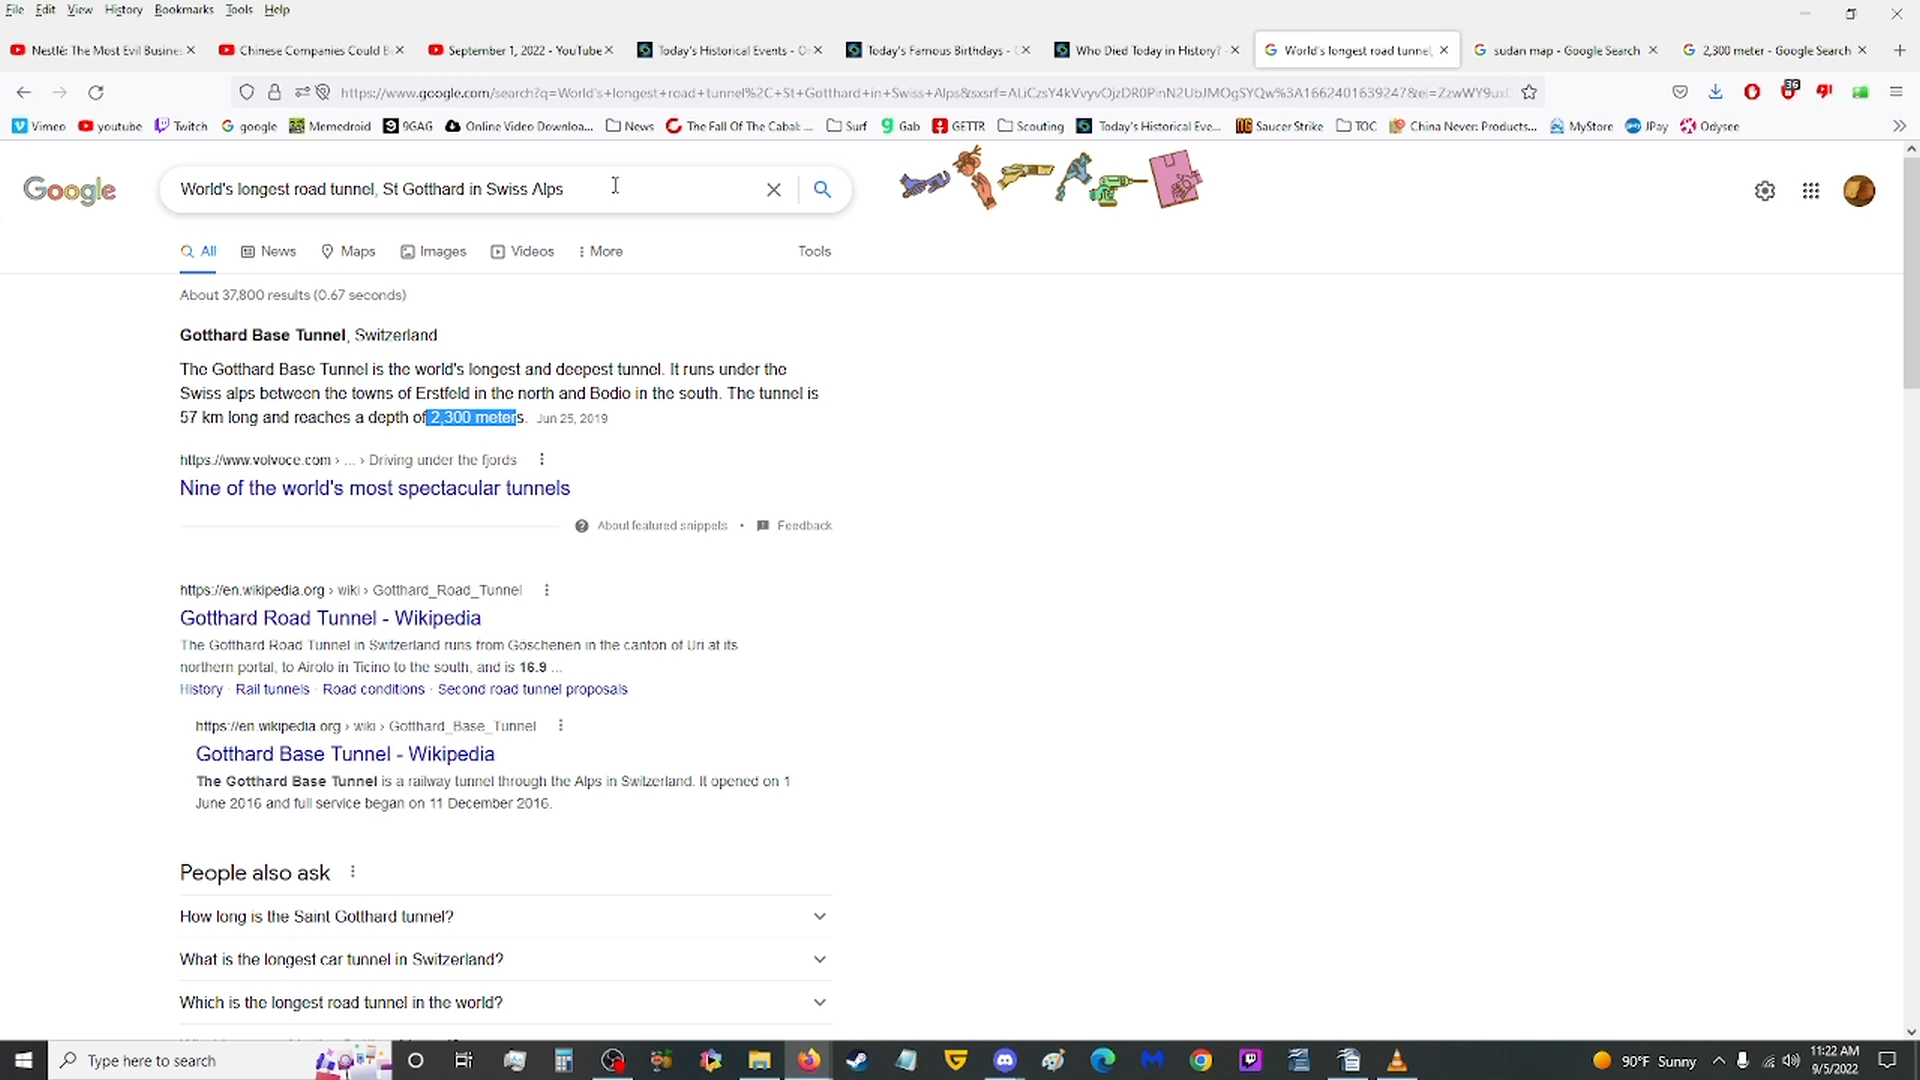 File Edit View History Bookmarks Tools Help
Nestlé: The Most Evil Busine
Chinese Companies Could B
September 1, 2022 - YouTube
Today's Historical Events - O
Today's Famous Birthdays -
Who Died Today in History? -
World's longest road tunnel,
sudan map - Google Search
2,300 meter - Google Search
36
Vimeo youtube Twitch google Memedroid 9GAG Online Video Downloa... News The Fall Of The Cabal -... Surf Gab GETTR Scouting Today's Historical Eve... Saucer Strike TOC China Never: Products... MyStore JPay Odysee
Google
World's longest road tunnel, St Gotthard in Swiss Alps
All News Maps Images Videos More Tools
About 37,800 results (0.67 seconds)
Gotthard Base Tunnel, Switzerland
The Gotthard Base Tunnel is the world's longest and deepest tunnel. It runs under the
Swiss alps between the towns of Erstfeld in the north and Bodio in the south. The tunnel is
57 km long and reaches a depth of 2,300 meters. Jun 25, 2019
https://www.volvoce.com › ... › Driving under the fjords
Nine of the world's most spectacular tunnels
About featured snippets • Feedback
https://en.wikipedia.org › wiki › Gotthard_Road_Tunnel
Gotthard Road Tunnel - Wikipedia
The Gotthard Road Tunnel in Switzerland runs from Göschenen in the canton of Uri at its
northern portal, to Airolo in Ticino to the south, and is 16.9 ...
History · Rail tunnels · Road conditions · Second road tunnel proposals
https://en.wikipedia.org › wiki › Gotthard_Base_Tunnel
Gotthard Base Tunnel - Wikipedia
The Gotthard Base Tunnel is a railway tunnel through the Alps in Switzerland. It opened on 1
June 2016 and full service began on 11 December 2016.
People also ask
How long is the Saint Gotthard tunnel?
What is the longest car tunnel in Switzerland?
Which is the longest road tunnel in the world?
Type here to search
90°F Sunny
11:22 AM
9/5/2022